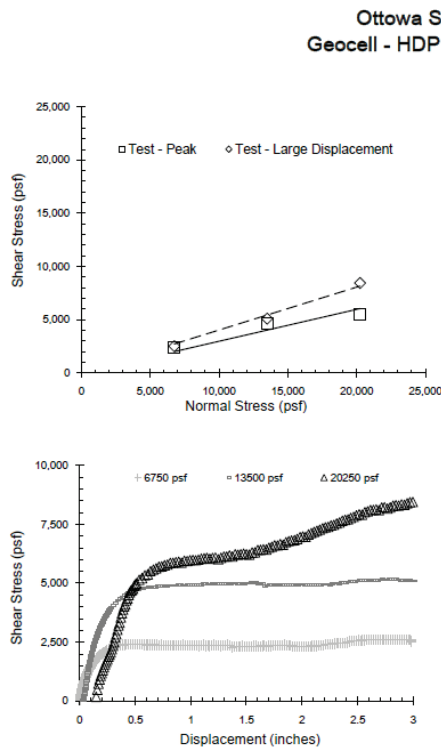 Ottowa S
Geocell - HDP
25,000
20,000
15,000
10,000
5,000
0
Shear Stress (psf)
Test - Peak Test - Large Displacement
0 5,000 10,000 15,000 20,000 25,000
Normal Stress (psf)
10,000
7,500
5,000
2,500
0
Shear Stress (psf)
6750 psf 13500 psf 20250 psf
0 0.5 1 1.5 2 2.5 3
Displacement (inches)